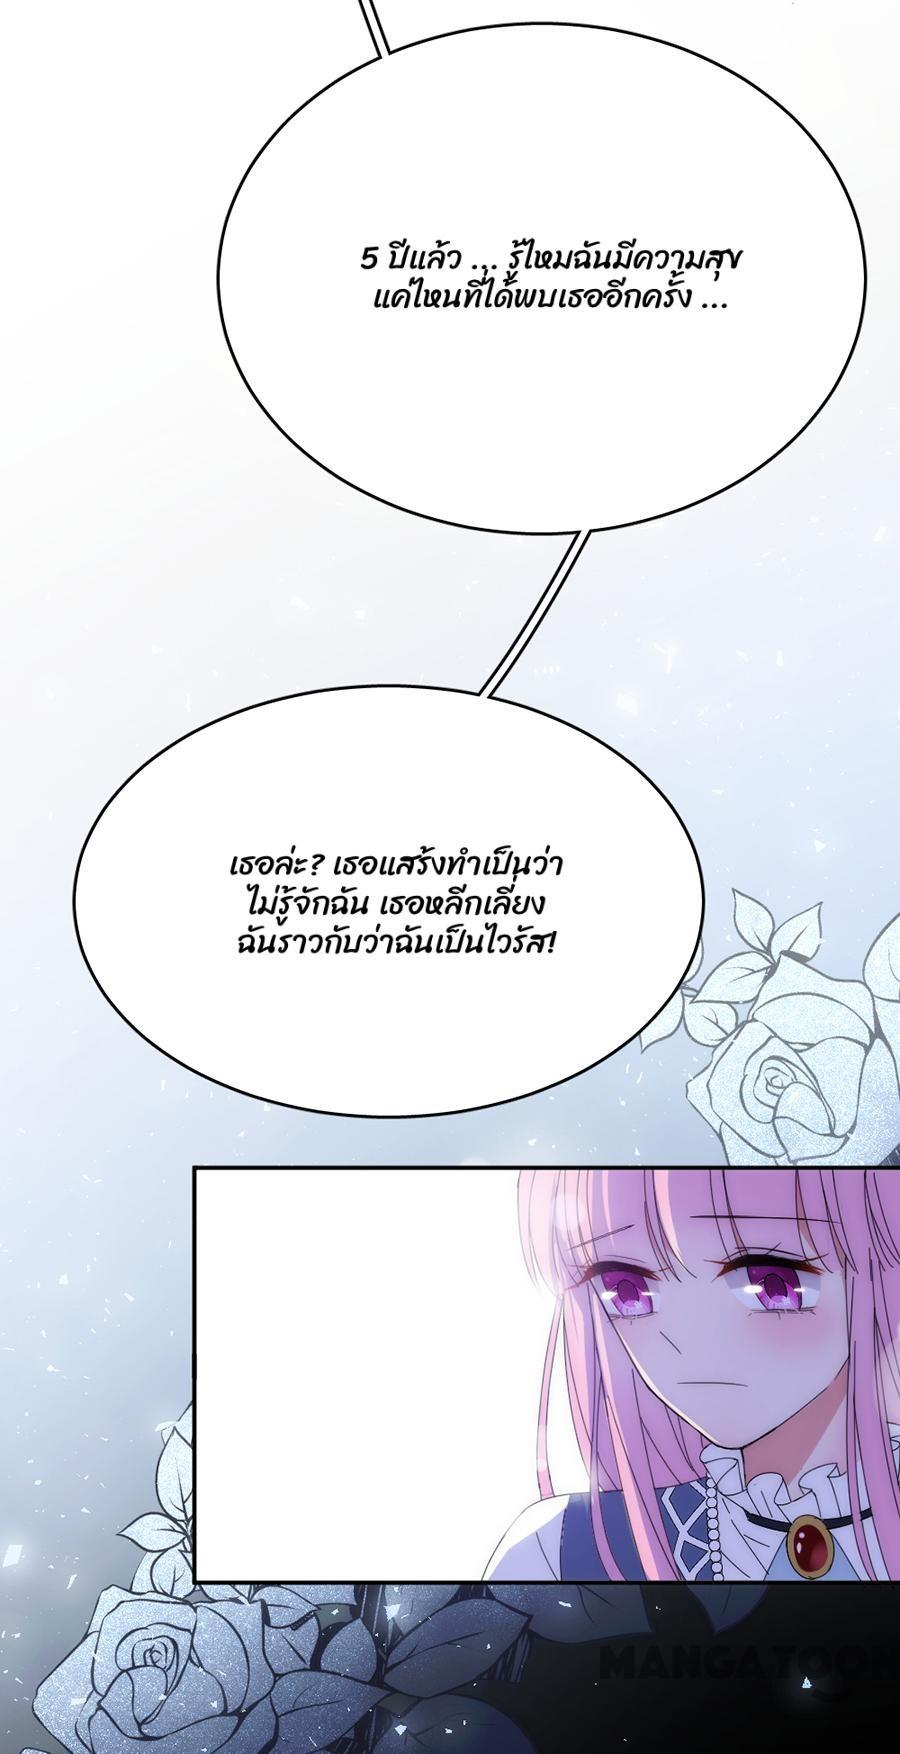 5 ปีแล้ว ... รู้ไหมฉันมีความสุข
แค่ไหนที่ได้พบเธออีกครั้ง ...
เธอล่ะ? เธอแสร้งทำเป็นว่า
ไม่รู้จักฉัน เธอหลีกเลี่ยง
ฉันราวกับว่าฉันเป็นไวรัส!
MANGATOON